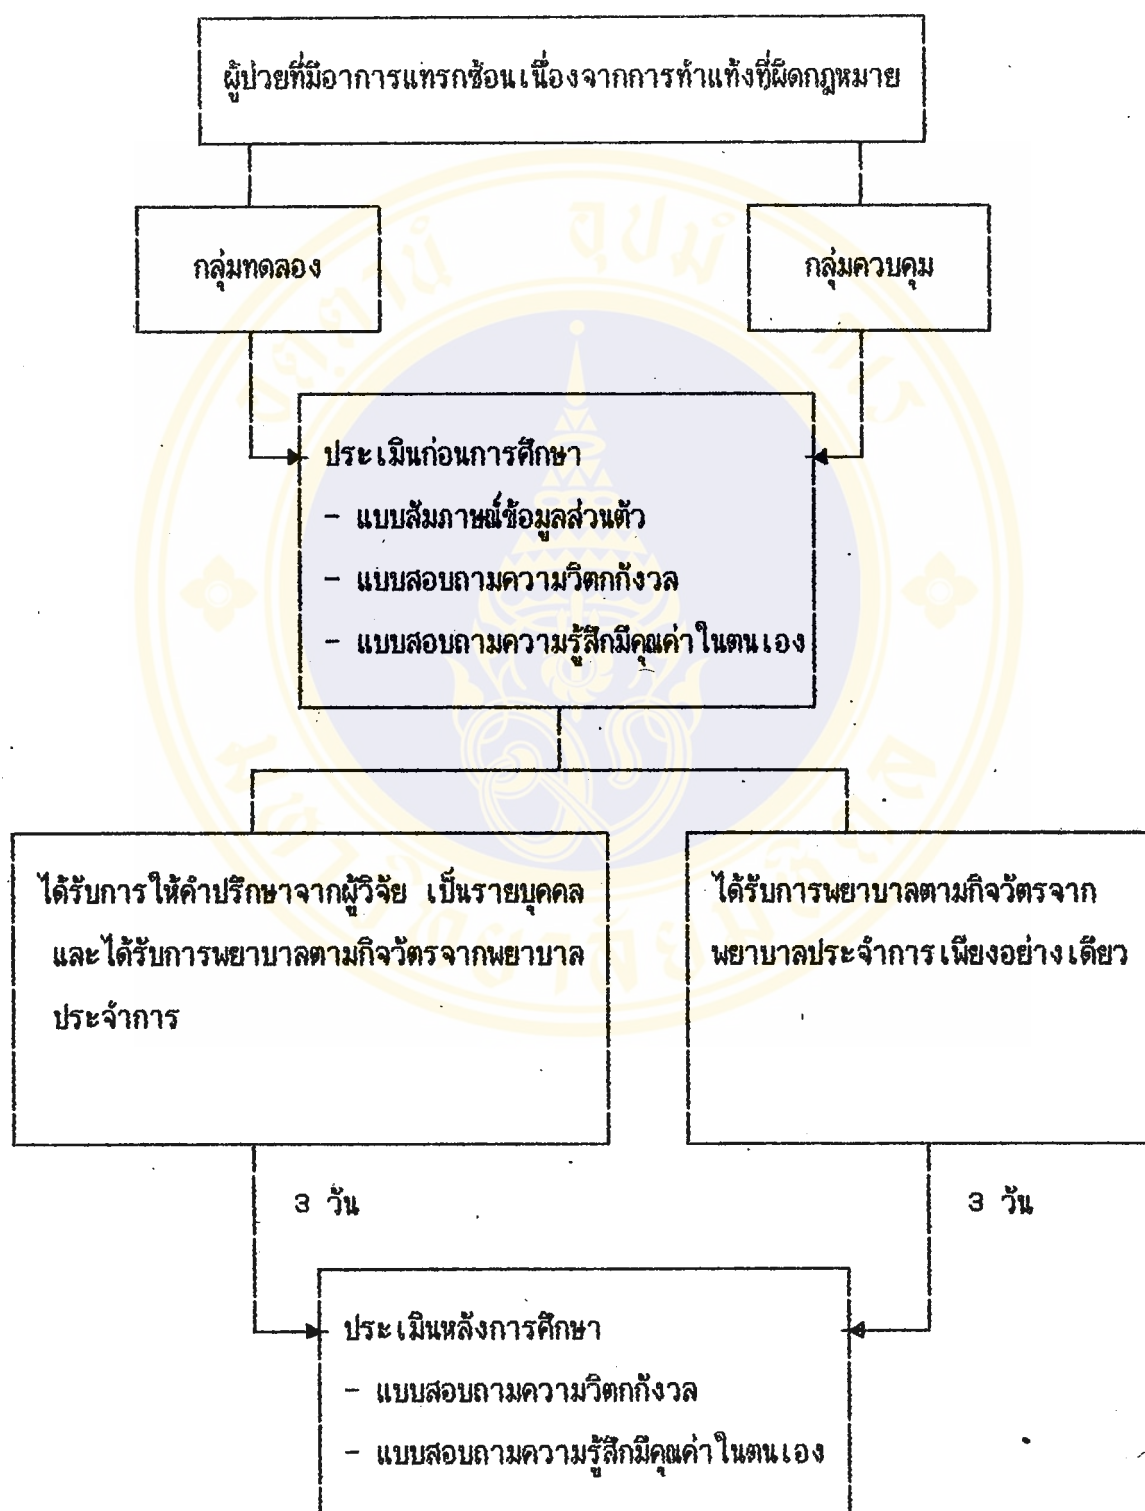 ผู้ป่วยที่มีอาการแทรกซ้อนเนื่องจากการทำแท้งที่ผิดกฎหมาย
กลุ่มทดลอง
กลุ่มควบคุม
ประเมินก่อนการศึกษา
- แบบสัมภาษณ์ข้อมูลส่วนตัว
- แบบสอบถามความวิตกกังวล
- แบบสอบถามความรู้สึกมีคุณค่าในตนเอง
ได้รับการให้คำปรึกษาจากผู้วิจัย เป็นรายบุคคล
และได้รับการพยาบาลตามกิจวัตรจากพยาบาล
ประจำการ
ได้รับการพยาบาลตามกิจวัตรจาก
พยาบาลประจำการเพียงอย่างเดียว
3 วัน
3 วัน
ประเมินหลังการศึกษา
- แบบสอบถามความวิตกกังวล
- แบบสอบถามความรู้สึกมีคุณค่าในตนเอง